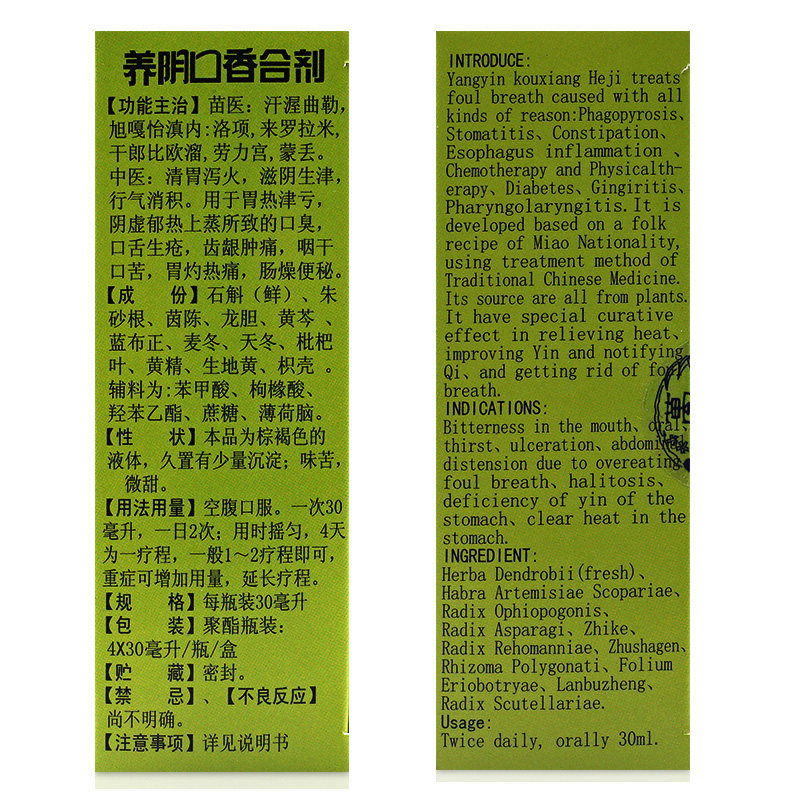 养阴口香合剂
【功能主治】苗医：汗渥曲勒，
旭嘎怡滇内：洛项，来罗拉米，
干郎比欧溜，劳力宫，蒙丢。
中医：清胃泻火，滋阴生津，
行气消积。用于胃热津亏，
阴虚郁热上蒸所致的口臭，
口舌生疮，齿龈肿痛，咽干
口苦，胃灼热痛，肠燥便秘。
【成 份】石斛（鲜）、朱
砂根、茵陈、龙胆、黄芩、
蓝布正、麦冬、天冬、枇杷
叶、黄精、生地黄、枳壳。
辅料为:苯甲酸、枸橼酸、
羟苯乙酯、蔗糖、薄荷脑。
【性 状】本品为棕褐色的
液体，久置有少量沉淀；味苦，
微甜。
【用法用量】空腹口服。一次30
毫升，一日2次；用时摇匀，4天
为一疗程，一般1～2疗程即可，
重症可增加用量，延长疗程。
【规 格】每瓶装30毫升
【包 装】聚酯瓶装：
4X30毫升/瓶/盒
【贮 藏】密封。
【禁 忌】、【不良反应】
尚不明确。
【注意事项】详见说明书
INTRODUCE:
Yangyin kouxiang Heji treats
foul breath caused with all
kinds of reason:Phagopyrosis、
Stomatitis、Constipation、
Esophagus inflammation 、
Chemotherapy and Physicalth-
erapy、Diabetes、Gingiritis、
Pharyngolaryngitis.It is
developed based on a folk
recipe of Miao Nationality,
using treatment method of
Traditional Chinese Medicine.
Its source are all from plants.
It have special curative
effect in relieving heat,
improving Yin and notifying
Qi, and getting rid of fou
breath.
INDICATIONS:
Bitterness in the mouth, oral
thirst, ulceration, abdominal
distension due to overeating
foul breath, halitosis,
deficiency of yin of the
stomach, clear heat in the
stomach.
INGREDIENT:
Herba Dendrobii(fresh)、
Habra Artemisiae Scopariae、
Radix Ophiopogonis、
Radix Asparagi、Zhike、
Radix Rehomanniae、Zhushagen、
Rhizoma Polygonati、Folium
Eriobotryae、Lanbuzheng、
Radix Scutellariae.
Usage:
Twice daily, orally 30ml.